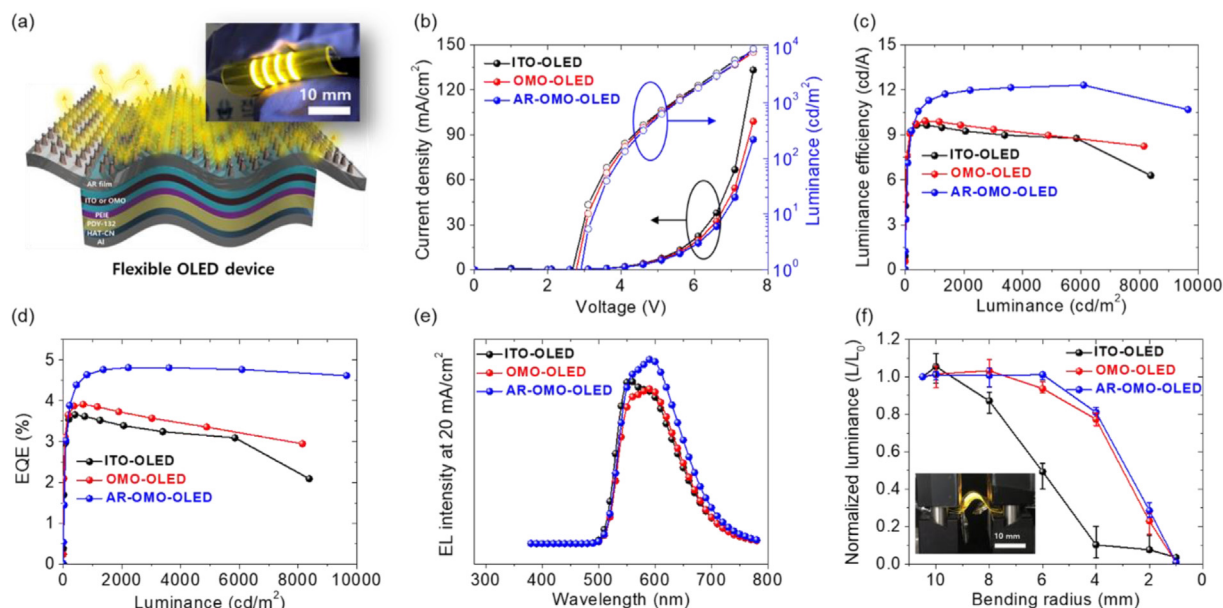 (a)
10 mm
AR film
ITO or OMO
PEIE
PDY-132
HAT-CN
Al
Flexible OLED device
(b)
150
120
90
60
30
0
Current density (mA/cm²)
ITO-OLED
OMO-OLED
AR-OMO-OLED
10⁴
10³
10²
10¹
10⁰
Luminance (cd/m²)
0 2 4 6 8
Voltage (V)
(c)
15
12
9
6
3
0
Luminance efficiency (cd/A)
ITO-OLED
OMO-OLED
AR-OMO-OLED
0 2000 4000 6000 8000 10000
Luminance (cd/m²)
(d)
5
4
3
2
1
0
EQE (%)
ITO-OLED
OMO-OLED
AR-OMO-OLED
0 2000 4000 6000 8000 10000
Luminance (cd/m²)
(e)
EL intensity at 20 mA/cm²
ITO-OLED
OMO-OLED
AR-OMO-OLED
300 400 500 600 700 800
Wavelength (nm)
(f)
1.2
1.0
0.8
0.6
0.4
0.2
0.0
Normalized luminance (L/L₀)
ITO-OLED
OMO-OLED
AR-OMO-OLED
10 mm
10 8 6 4 2 0
Bending radius (mm)